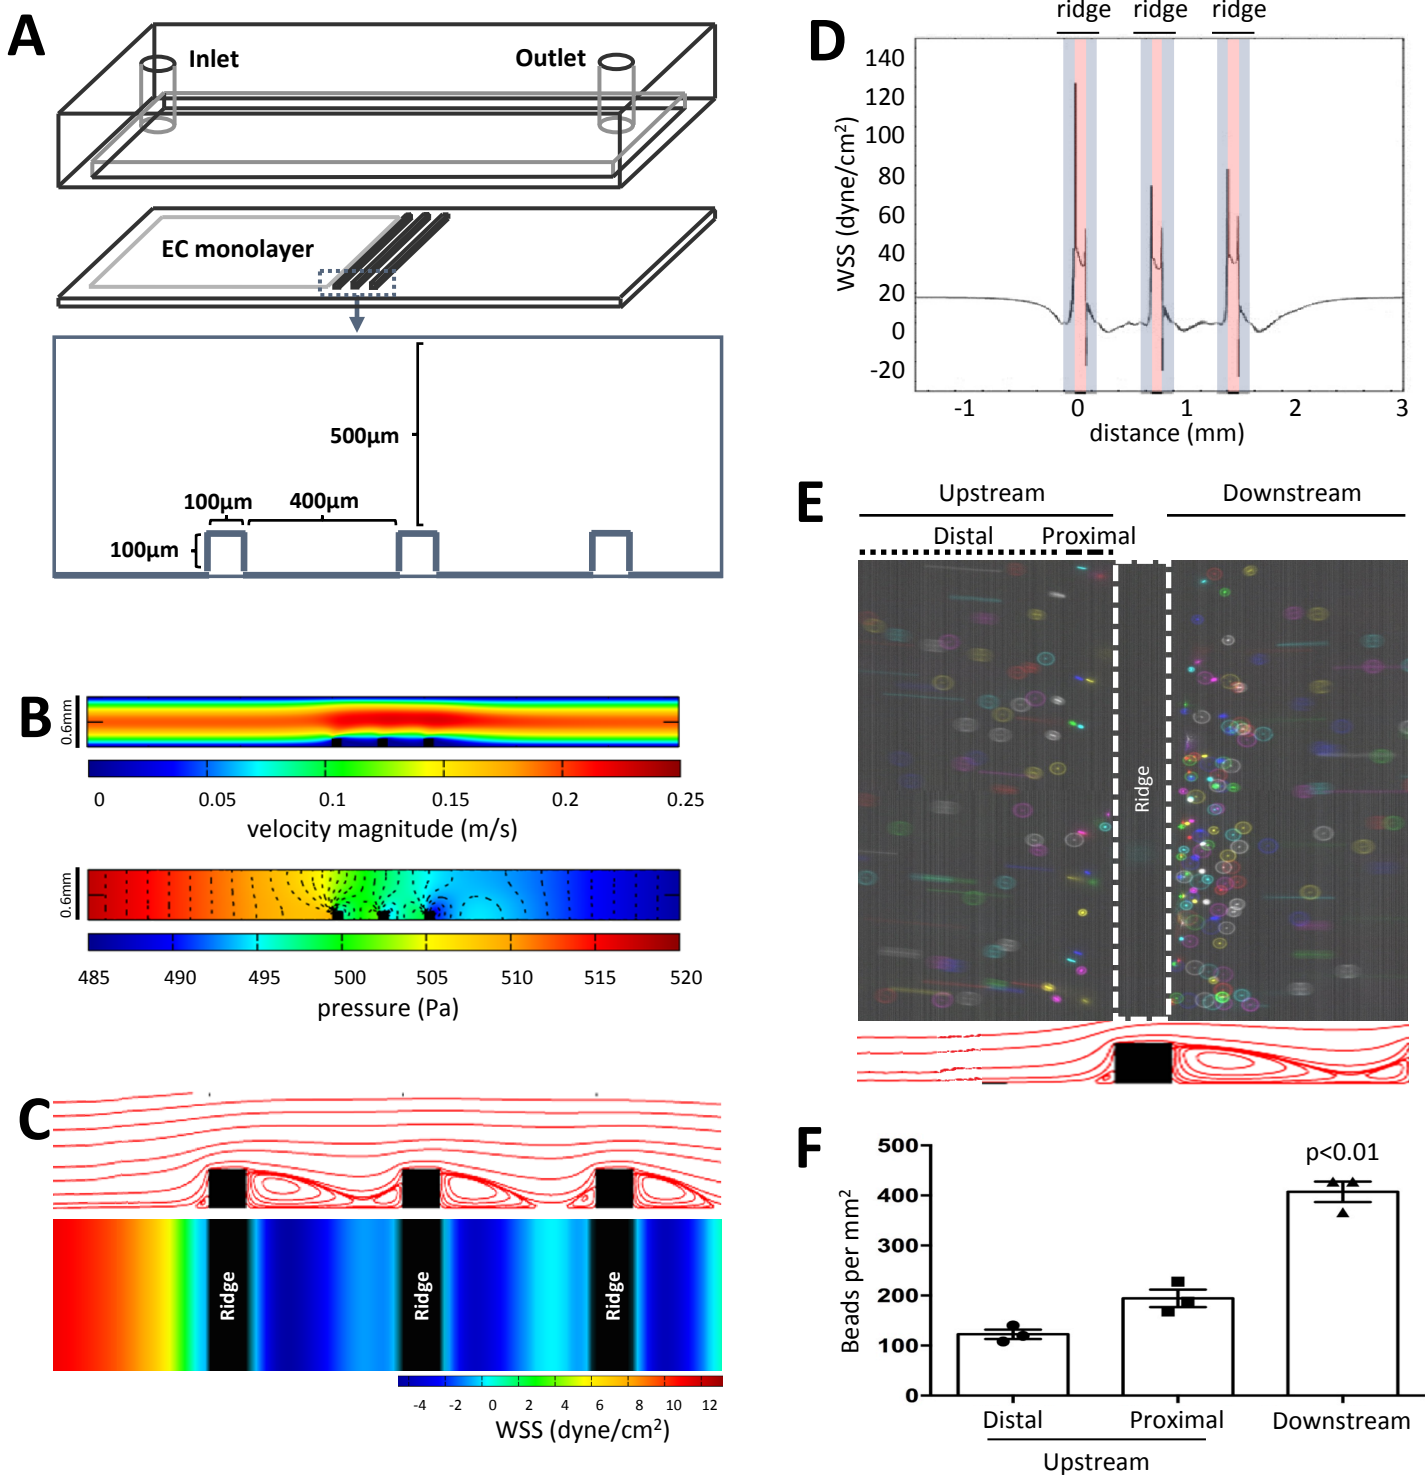 A
Inlet
Outlet
EC monolayer
500µm
100µm
400µm
100µm
B
0.6mm
0 0.05 0.1 0.15 0.2 0.25
velocity magnitude (m/s)
0.6mm
485 490 495 500 505 510 515 520
pressure (Pa)
C
Ridge
Ridge
Ridge
-4 -2 0 2 4 6 8 10 12
WSS (dyne/cm²)
D
ridge ridge ridge
140
120
100
80
60
40
20
0
-20
WSS (dyne/cm²)
-1 0 1 2 3
distance (mm)
E
Upstream
Downstream
Distal
Proximal
Ridge
F
p<0.01
500
400
300
200
100
0
Beads per mm²
Distal
Proximal
Downstream
Upstream